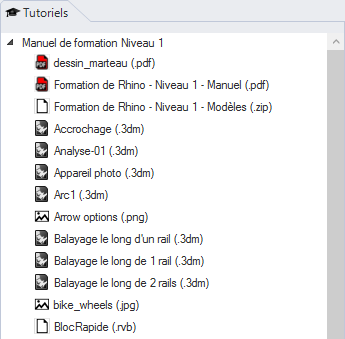 Tutoriels
Manuel de formation Niveau 1
dessin_marteau (.pdf)
Formation de Rhino - Niveau 1 - Manuel (.pdf)
Formation de Rhino - Niveau 1 - Modèles (.zip)
Accrochage (.3dm)
Analyse-01 (.3dm)
Appareil photo (.3dm)
Arc1 (.3dm)
Arrow options (.png)
Balayage le long d'un rail (.3dm)
Balayage le long de 1 rail (.3dm)
Balayage le long de 2 rails (.3dm)
bike_wheels (.jpg)
BlocRapide (.rvb)